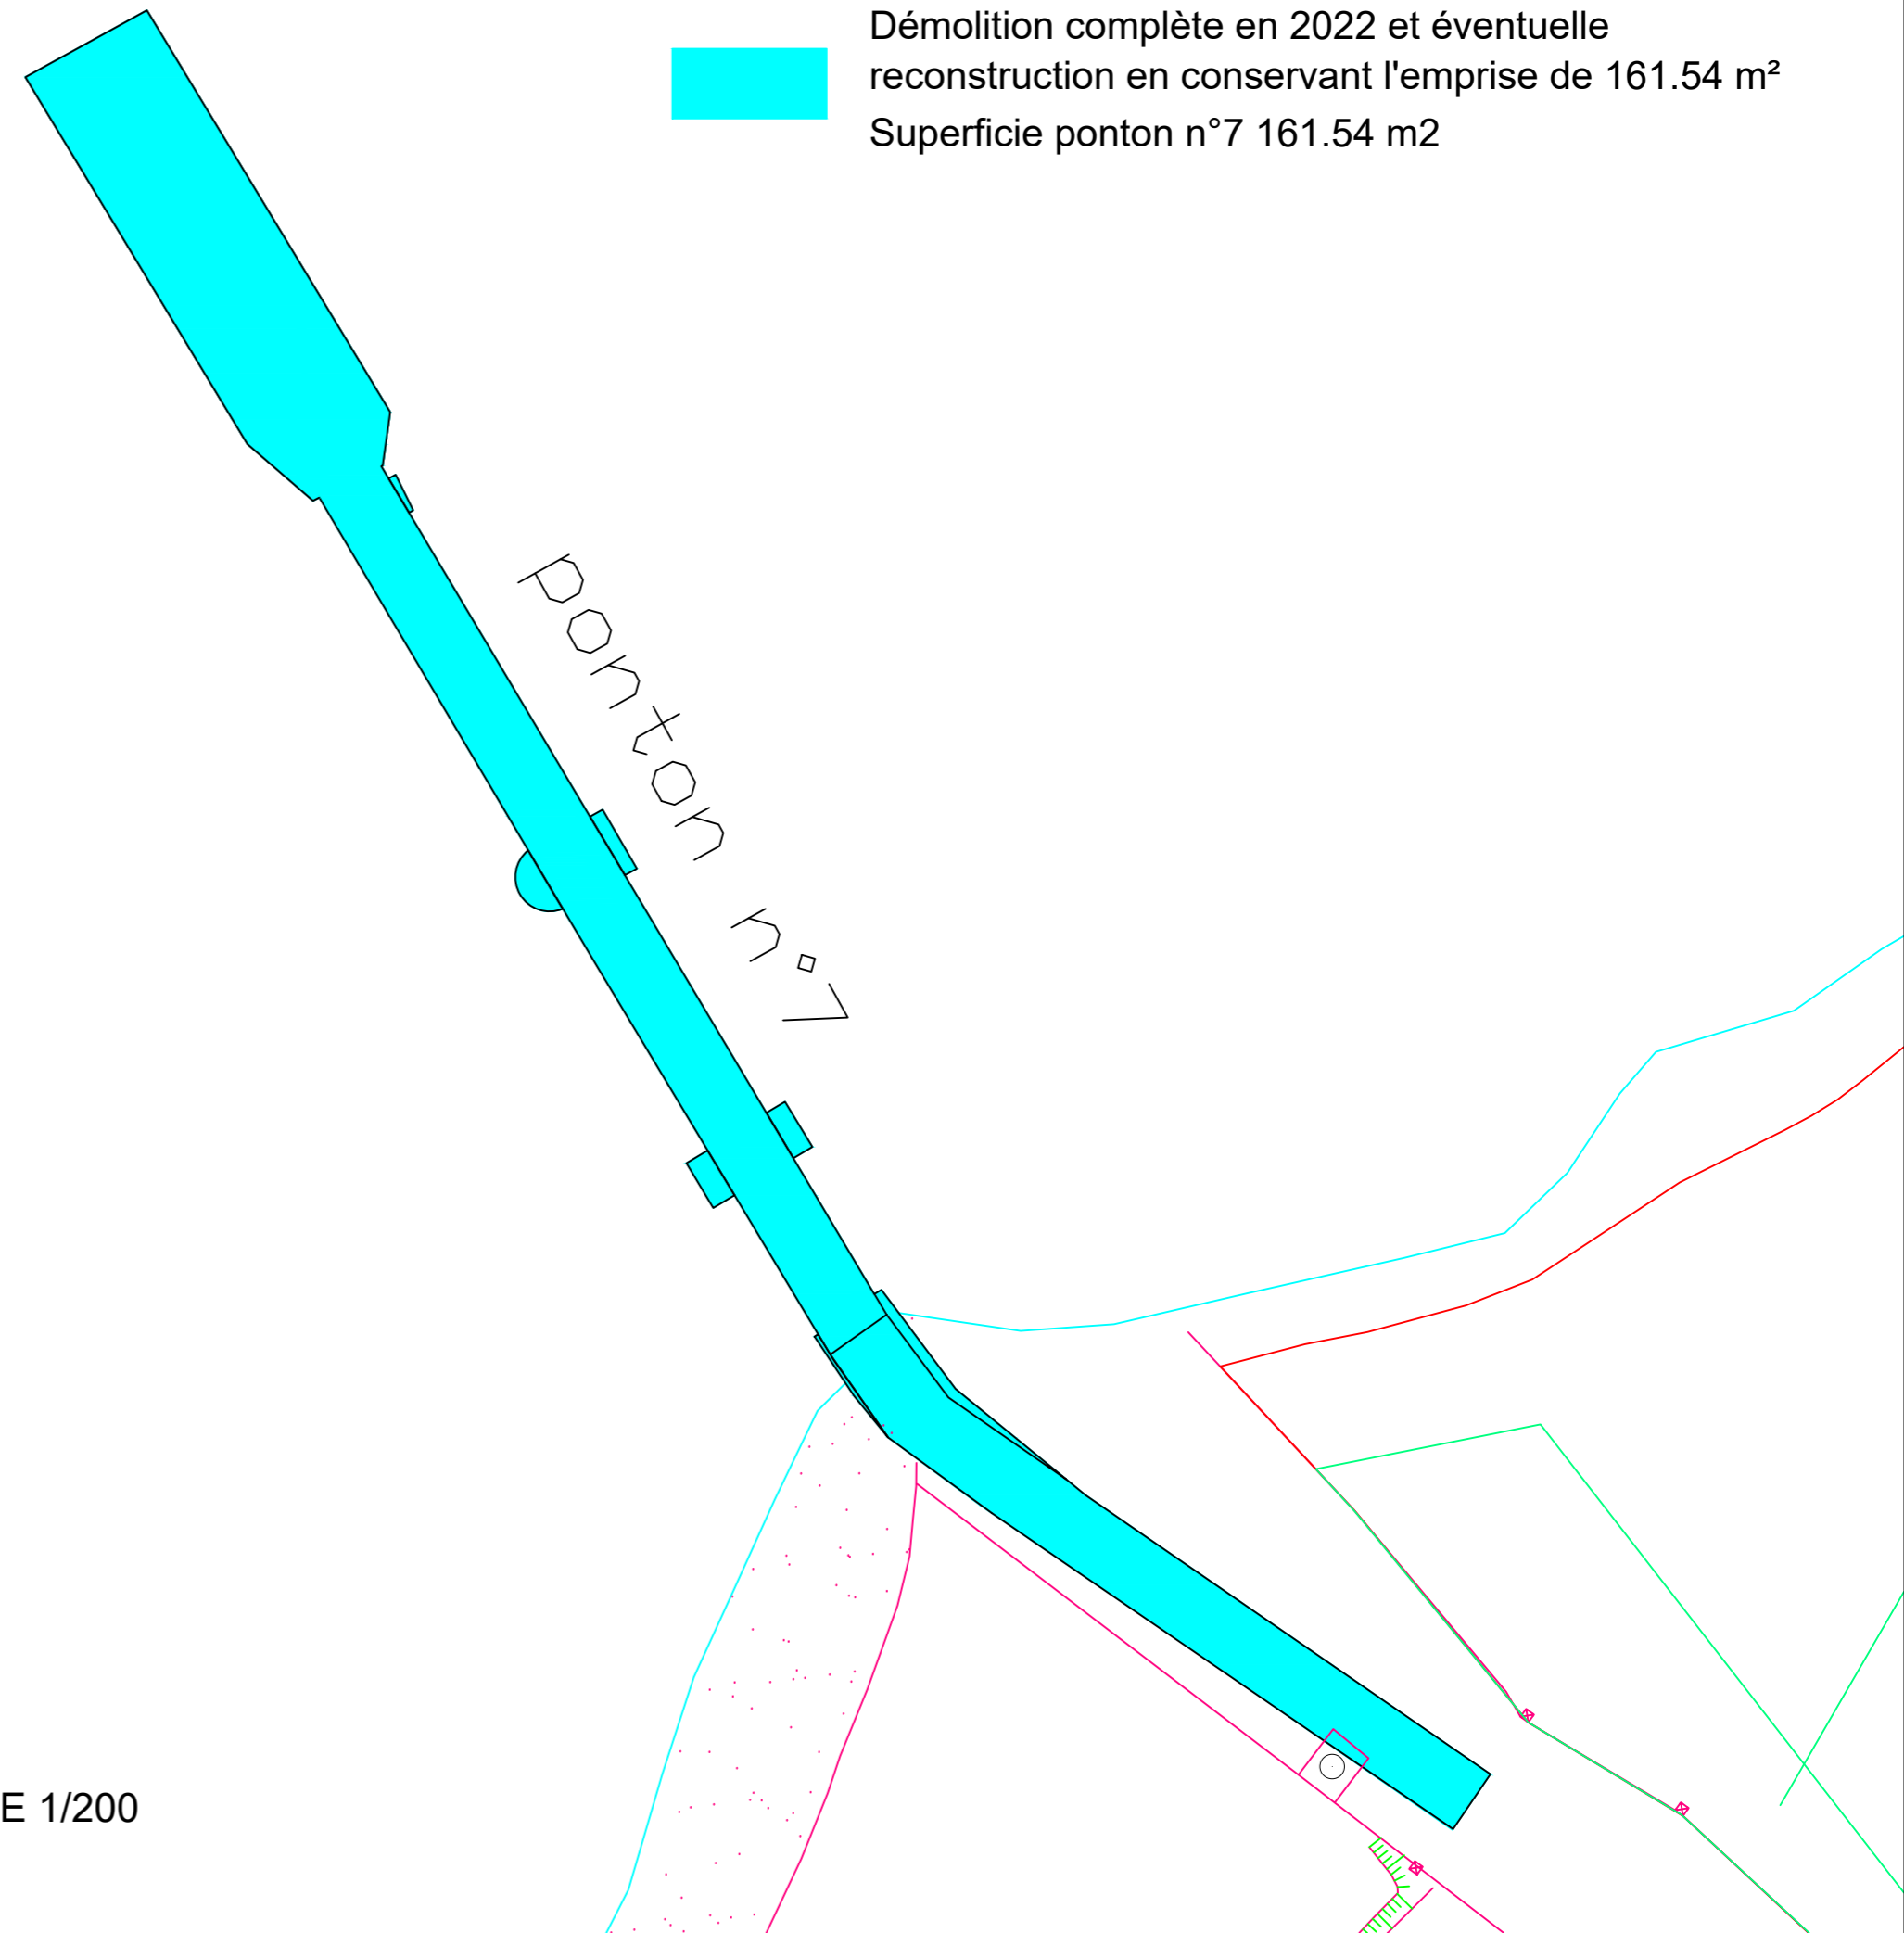 Démolition complète en 2022 et éventuelle
reconstruction en conservant l'emprise de 161.54 m²
Superficie ponton n°7 161.54 m2
ponton n°7
E 1/200